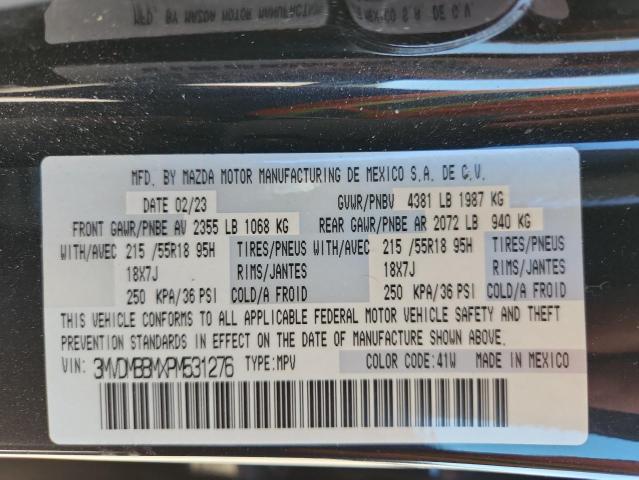 MFD. BY MAZDA MOTOR MANUFACTURING DE MEXICO S.A. DE C.V.
DATE 02/23 GVWR/PNBV 4381 LB 1987 KG
FRONT GAWR/PNBE AV 2355 LB 1068 KG REAR GAWR/PNBE AR 2072 LB 940 KG
WITH/AVEC 215 /55R18 95H TIRES/PNEUS WITH/AVEC 215 /55R18 95H TIRES/PNEUS
18X7J RIMS/JANTES 18X7J RIMS/JANTES
250 KPA/36 PSI COLD/A FROID 250 KPA/36 PSI COLD/A FROID
THIS VEHICLE CONFORMS TO ALL APPLICABLE FEDERAL MOTOR VEHICLE SAFETY AND THEFT
PREVENTION STANDARDS IN EFFECT ON THE DATE OF MANUFACTURE SHOWN ABOVE.
VIN: 3MVDMBBMXPM531276 TYPE:MPV COLOR CODE:41W MADE IN MEXICO